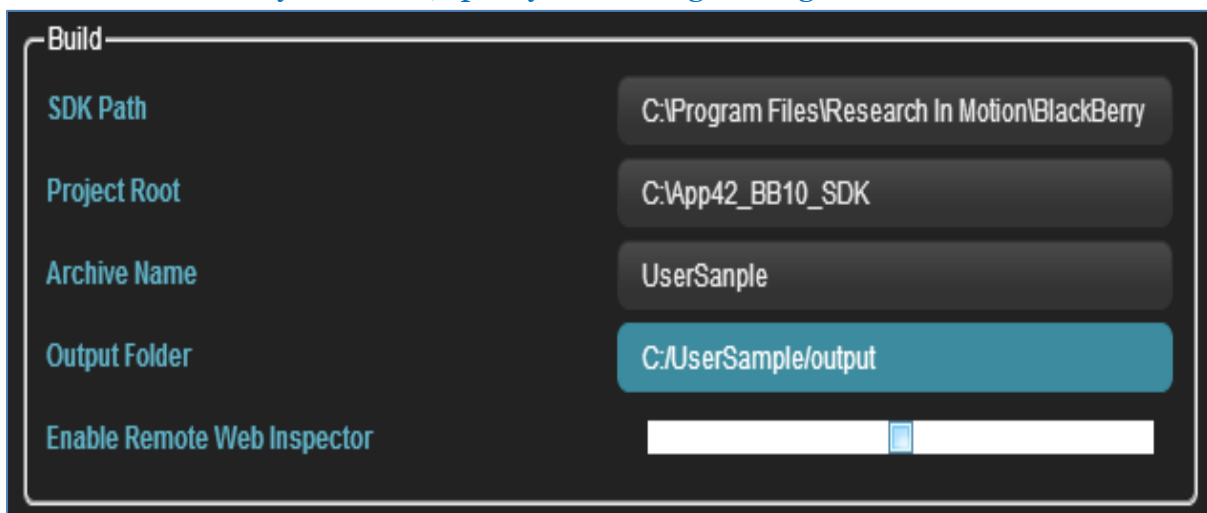 Build
SDK Path C:\Program Files\Research In Motion\BlackBerry
Project Root C:\App42_BB10_SDK
Archive Name UserSanple
Output Folder C:/UserSample/output
Enable Remote Web Inspector